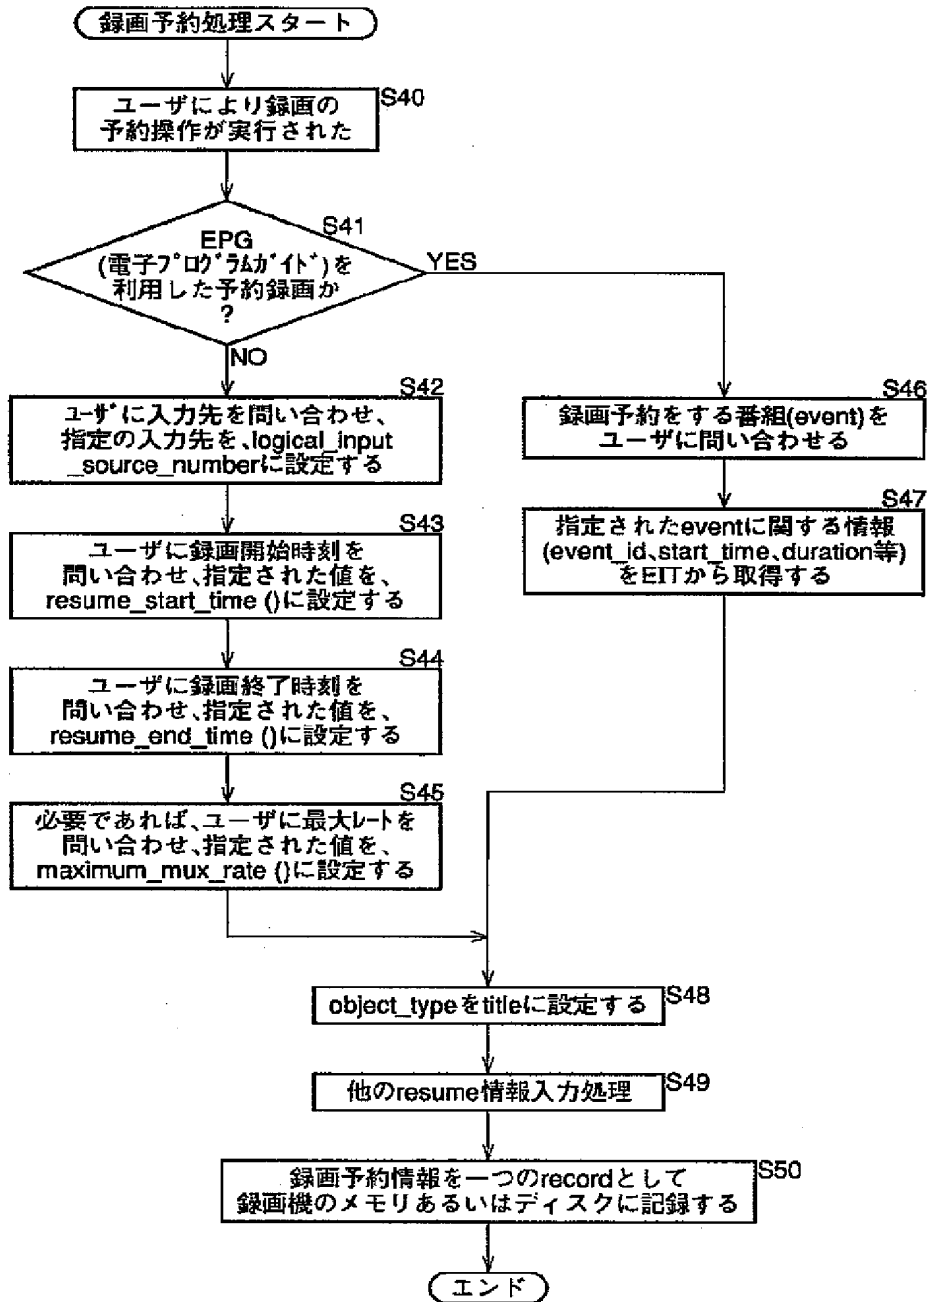 録画予約処理スタート
S40
ユーザにより録画の
予約操作が実行された
S41
EPG
(電子プログラムガイド)を
利用した予約録画か
?
YES
NO
S42
ユーザに入力先を問い合わせ、
指定の入力先を、logical_input
_source_numberに設定する
S43
ユーザに録画開始時刻を
問い合わせ、指定された値を、
resume_start_time ()に設定する
S44
ユーザに録画終了時刻を
問い合わせ、指定された値を、
resume_end_time ()に設定する
S45
必要であれば、ユーザに最大レートを
問い合わせ、指定された値を、
maximum_mux_rate ()に設定する
S46
録画予約をする番組(event)を
ユーザに問い合わせる
S47
指定されたeventに関する情報
(event_id、start_time、duration等)
をEITから取得する
object_typeをtitleに設定する
S48
他のresume情報入力処理
S49
S50
録画予約情報を一つのrecordとして
録画機のメモリあるいはディスクに記録する
エンド